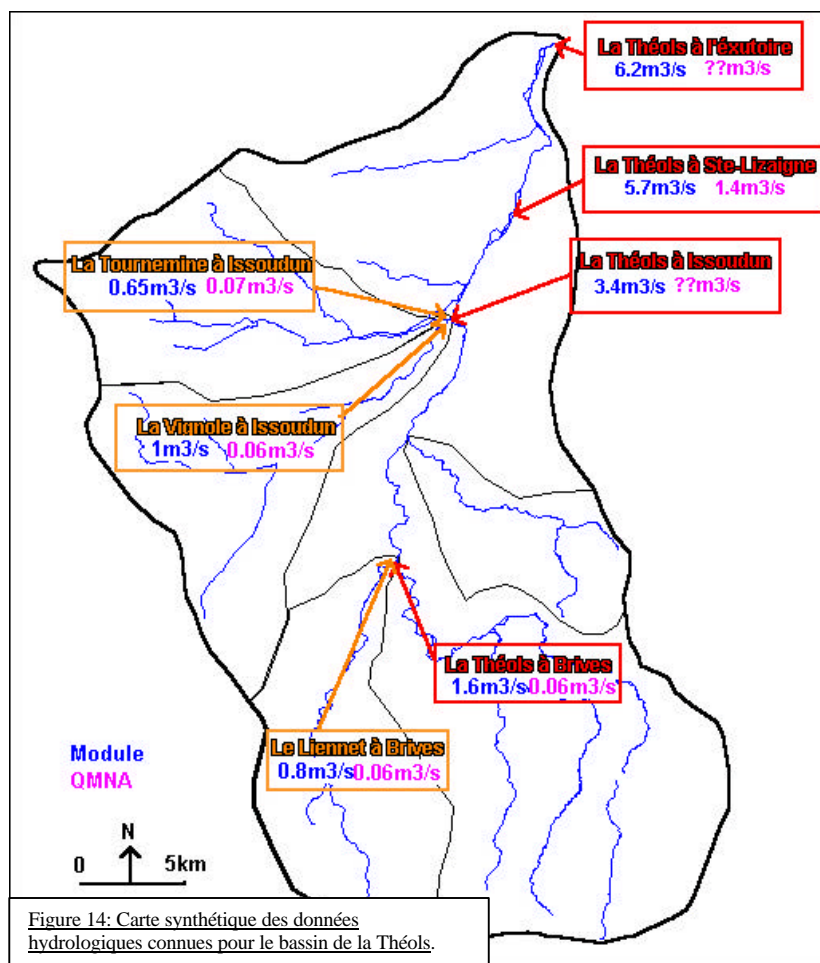 La Théols à l'éxutoire
6.2m3/s ??m3/s
La Théols à Ste-Lizaigne
5.7m3/s 1.4m3/s
La Tournemine à Issoudun
0.65m3/s 0.07m3/s
La Théols à Issoudun
3.4m3/s ??m3/s
La Vignole à Issoudun
1m3/s 0.06m3/s
La Théols à Brives
1.6m3/s 0.06m3/s
Le Liennet à Brives
0.8m3/s 0.06m3/s
Module
QMNA
N
0 5km
Figure 14: Carte synthétique des données
hydrologiques connues pour le bassin de la Théols.